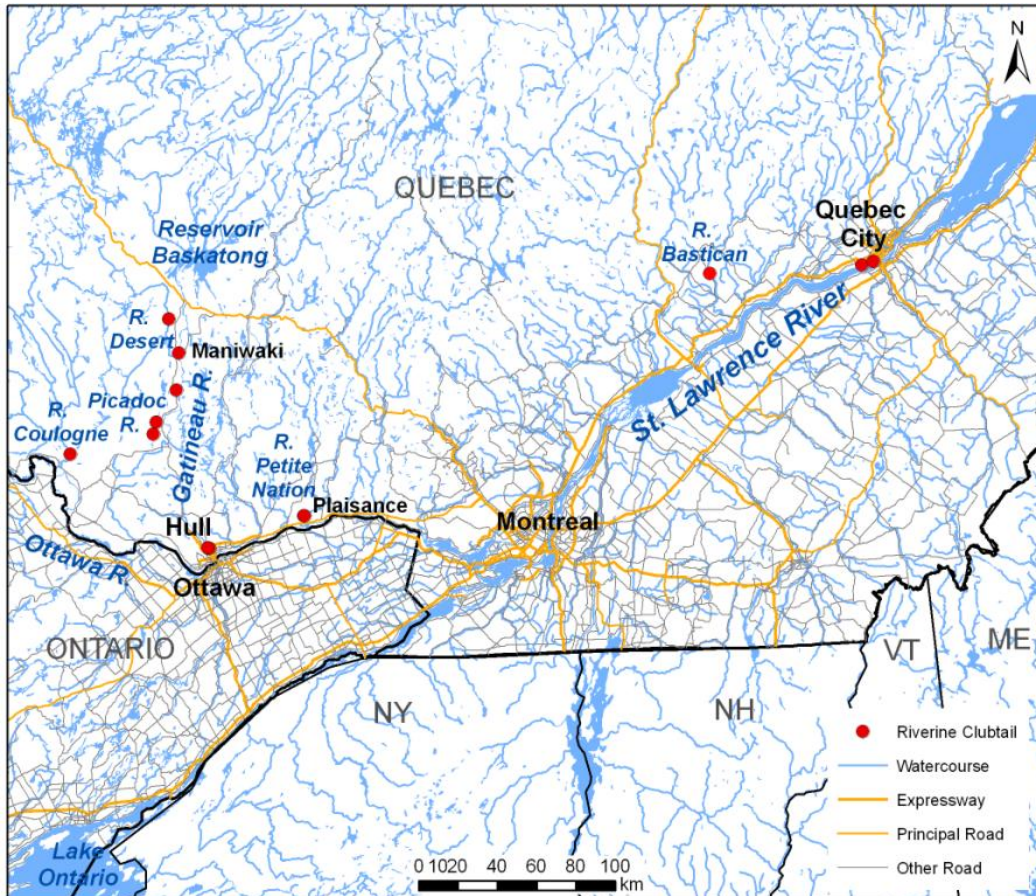 N
QUEBEC
Quebec
City
R.
Bastican
Reservoir
Baskatong
R.
Desert
Maniwaki
Picadoc
R.
R.
Coulogne
Gatineau R.
St. Lawrence River
R.
Petite
Nation
Plaisance
Hull
Montreal
Ottawa R.
Ottawa
ONTARIO
VT
ME
NY
NH
Riverine Clubtail
Watercourse
Expressway
Principal Road
Other Road
Lake
Ontario
0 1020 40 60 80 100
km